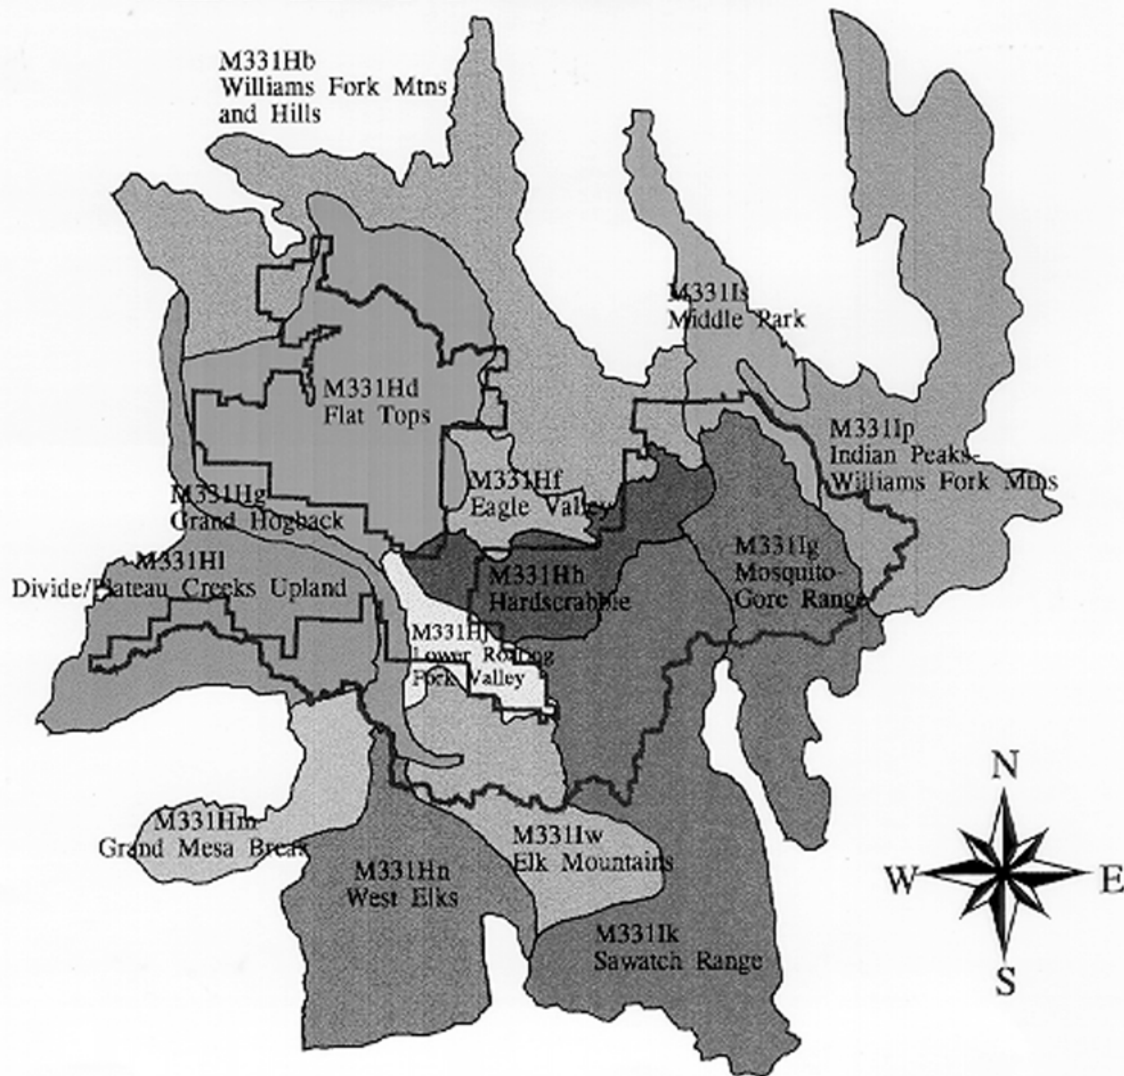 M331Hb
Williams Fork Mtns
and Hills
M331Is
Middle Park
M331Hd
Flat Tops
M331Ip
Indian Peaks-
Williams Fork Mtns
M331Hf
Eagle Valley
M331Hg
Grand Hogback
M331Hl
Divide/Plateau Creeks Upland
M331Hh
Hardscrabble
M331Ig
Mosquito-
Gore Range
M331Hj
Lower Roaring
Fork Valley
M331Hm
Grand Mesa Break
M331Iw
Elk Mountains
M331Hn
West Elks
M331Ik
Sawatch Range
N
W
E
S